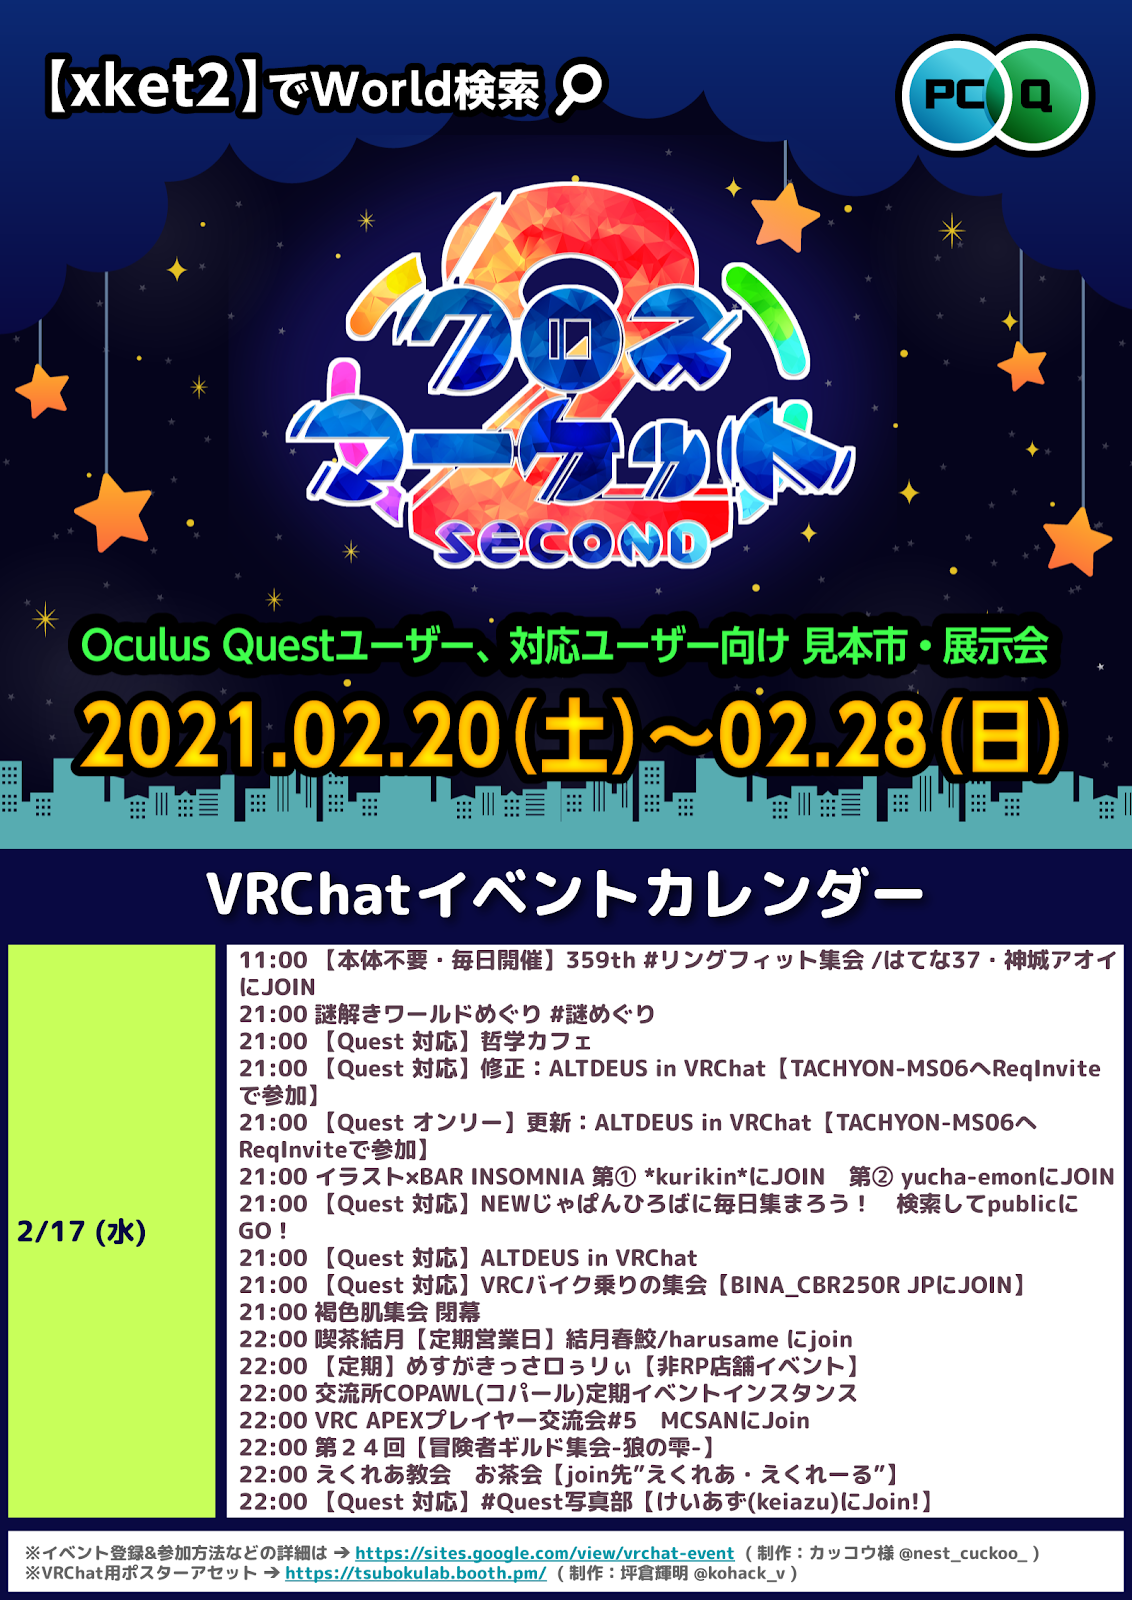 【xket2】でWorld検索
PC Q
2
クロス
マーケット
SECOND
Oculus Questユーザー、対応ユーザー向け 見本市・展示会
2021.02.20(土)〜02.28(日)
VRChatイベントカレンダー
2/17 (水)
11:00 【本体不要・毎日開催】359th #リングフィット集会 /はてな37・神城アオイ
にJOIN
21:00 謎解きワールドめぐり #謎めぐり
21:00 【Quest 対応】哲学カフェ
21:00 【Quest 対応】修正：ALTDEUS in VRChat【TACHYON-MS06へReqInvite
で参加】
21:00 【Quest オンリー】更新：ALTDEUS in VRChat【TACHYON-MS06へ
ReqInviteで参加】
21:00 イラスト×BAR INSOMNIA 第① *kurikin*にJOIN　第② yucha-emonにJOIN
21:00 【Quest 対応】NEWじゃぱんひろばに毎日集まろう！　検索してpublicに
GO！
21:00 【Quest 対応】ALTDEUS in VRChat
21:00 【Quest 対応】VRCバイク乗りの集会【BINA_CBR250R JPにJOIN】
21:00 褐色肌集会 閉幕
22:00 喫茶結月【定期営業日】結月春鮫/harusame にjoin
22:00 【定期】めすがきっさロぅリぃ【非RP店舗イベント】
22:00 交流所COPAWL(コパール)定期イベントインスタンス
22:00 VRC APEXプレイヤー交流会#5　MCSANにJoin
22:00 第２４回【冒険者ギルド集会-狼の雫-】
22:00 えくれあ教会　お茶会【join先”えくれあ・えくれーる”】
22:00 【Quest 対応】#Quest写真部【けいあず(keiazu)にJoin!】
※イベント登録&参加方法などの詳細は → https://sites.google.com/view/vrchat-event （ 制作：カッコウ様 @nest_cuckoo_ ）
※VRChat用ポスターアセット → https://tsubokulab.booth.pm/ （ 制作：坪倉輝明 @kohack_v ）